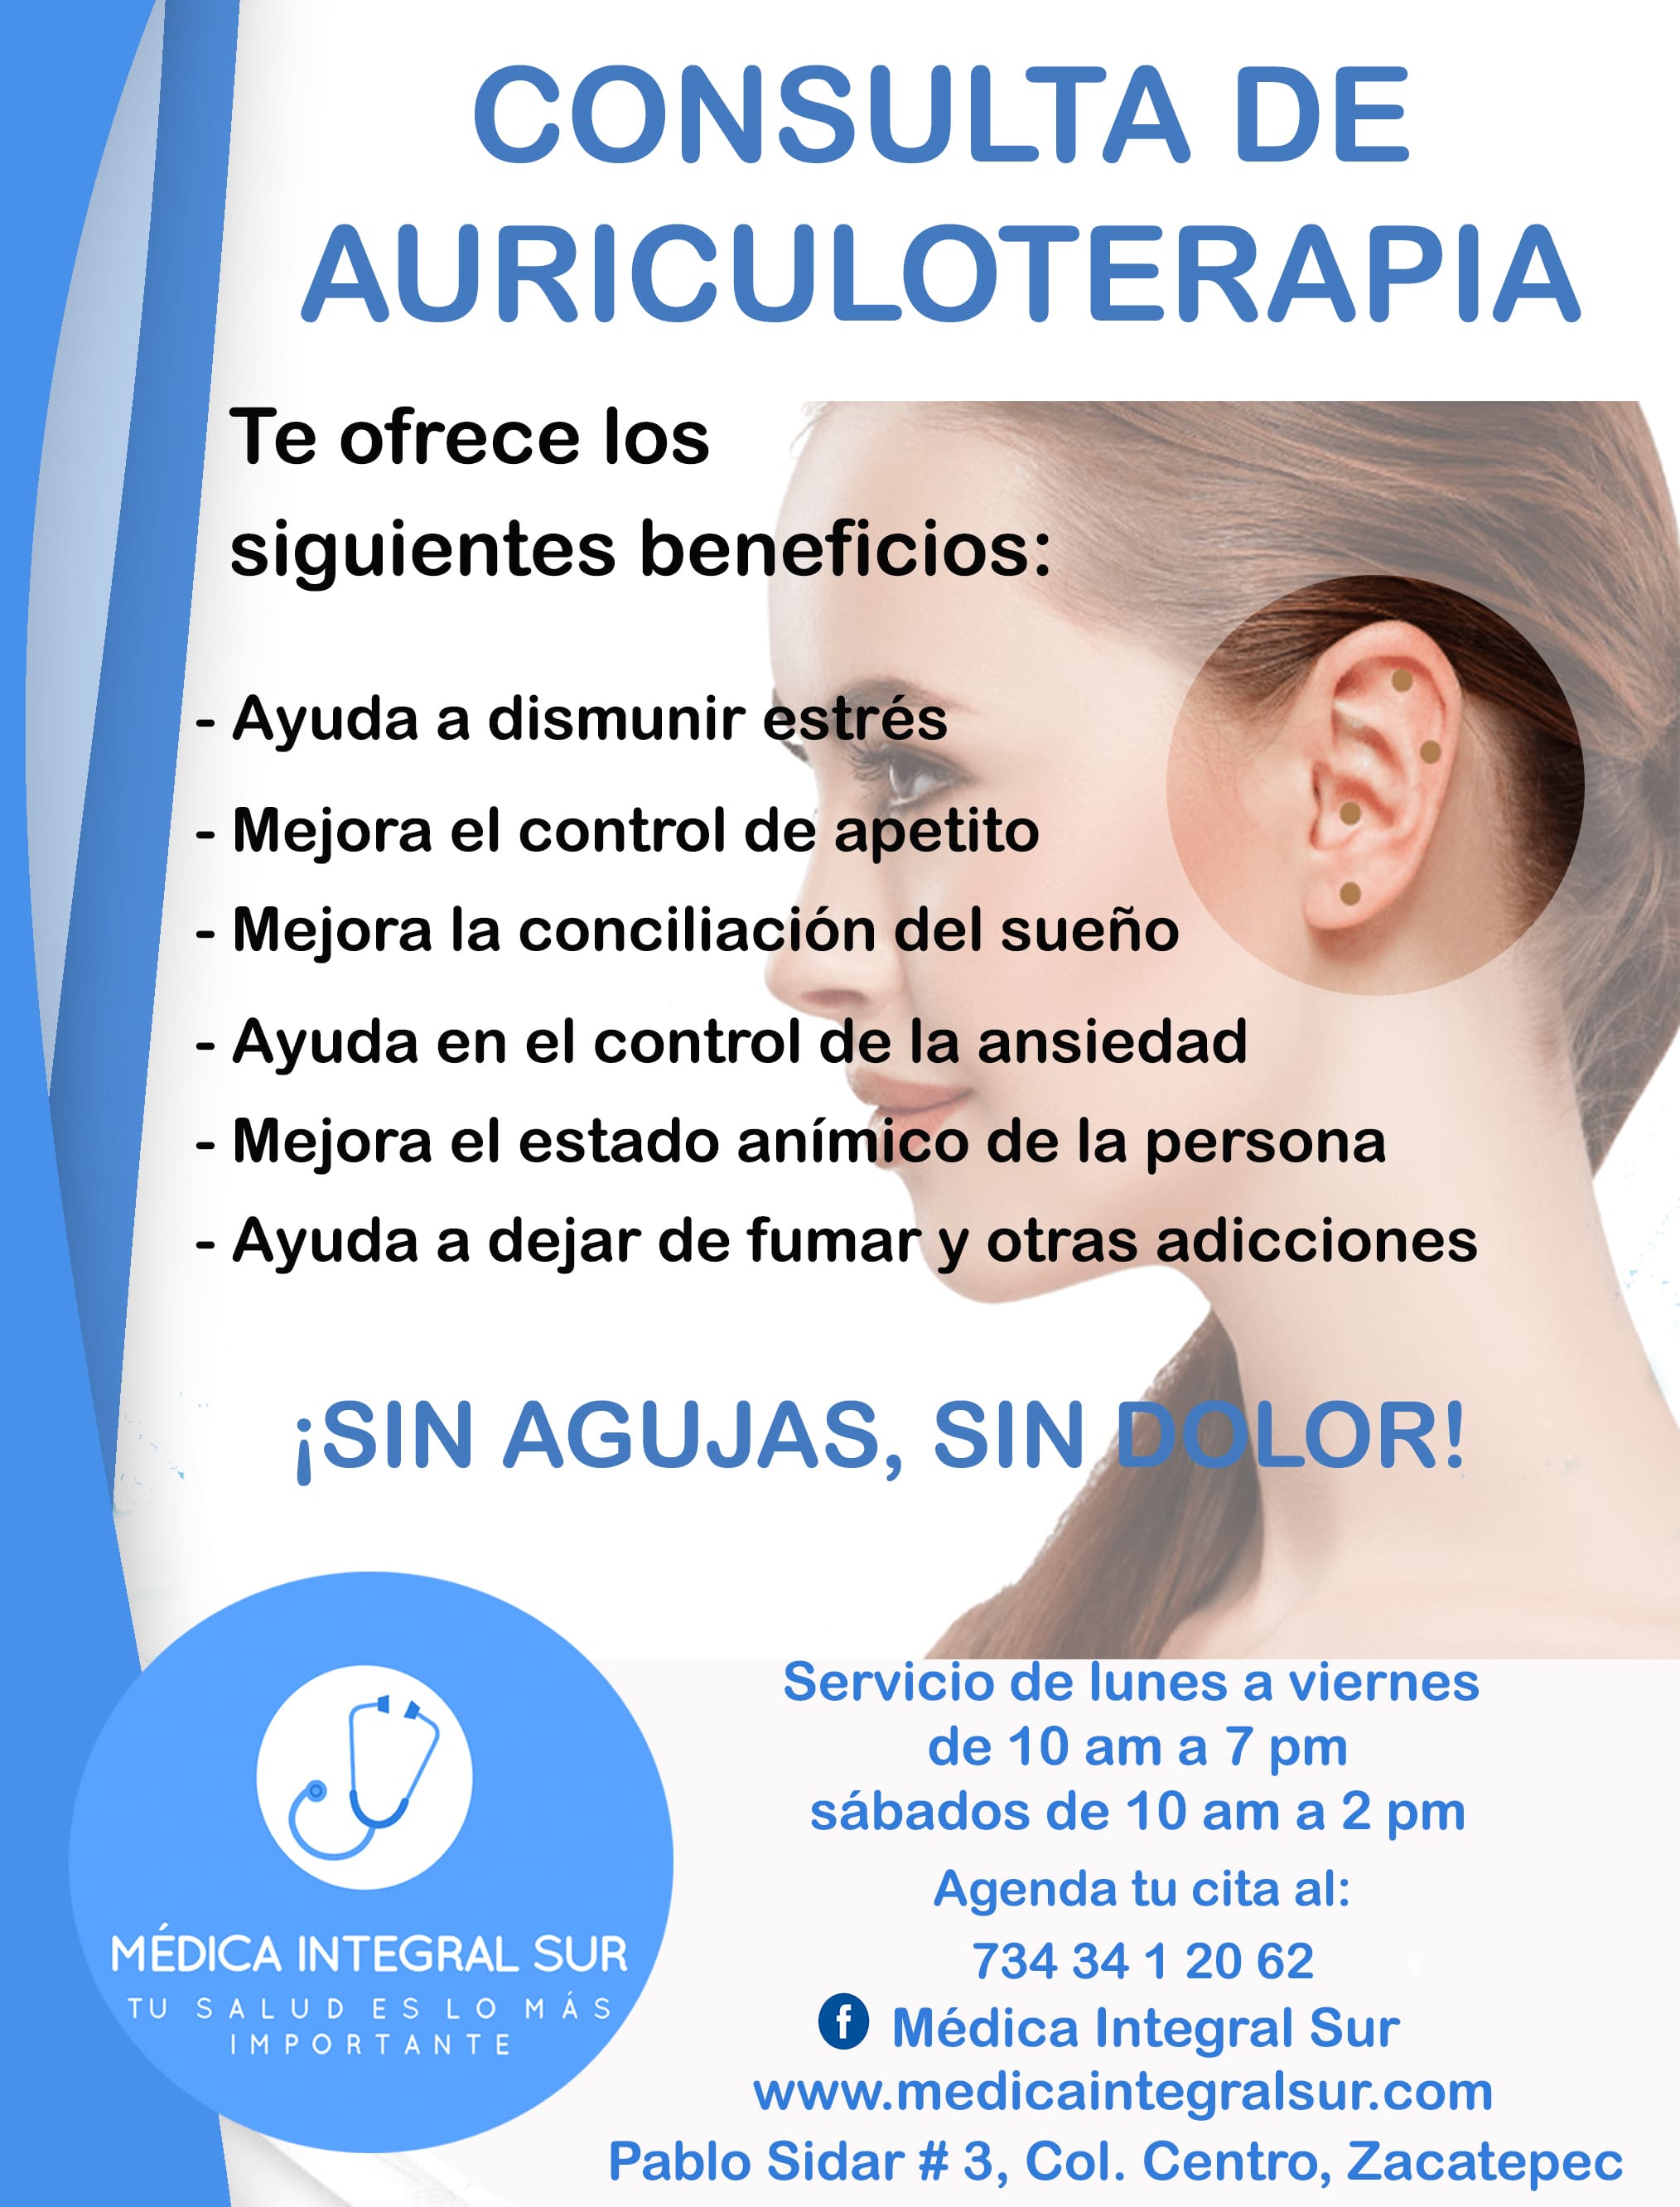 CONSULTA DE
AURICULOTERAPIA
Te ofrece los
siguientes beneficios:
- Ayuda a dismunir estrés
- Mejora el control de apetito
- Mejora la conciliación del sueño
- Ayuda en el control de la ansiedad
- Mejora el estado anímico de la persona
- Ayuda a dejar de fumar y otras adicciones
¡SIN AGUJAS, SIN DOLOR!
MÉDICA INTEGRAL SUR
TU SALUD ES LO MÁS
IMPORTANTE
Servicio de lunes a viernes
de 10 am a 7 pm
sábados de 10 am a 2 pm
Agenda tu cita al:
734 34 1 20 62
f Médica Integral Sur
www.medicaintegralsur.com
Pablo Sidar # 3, Col. Centro, Zacatepec